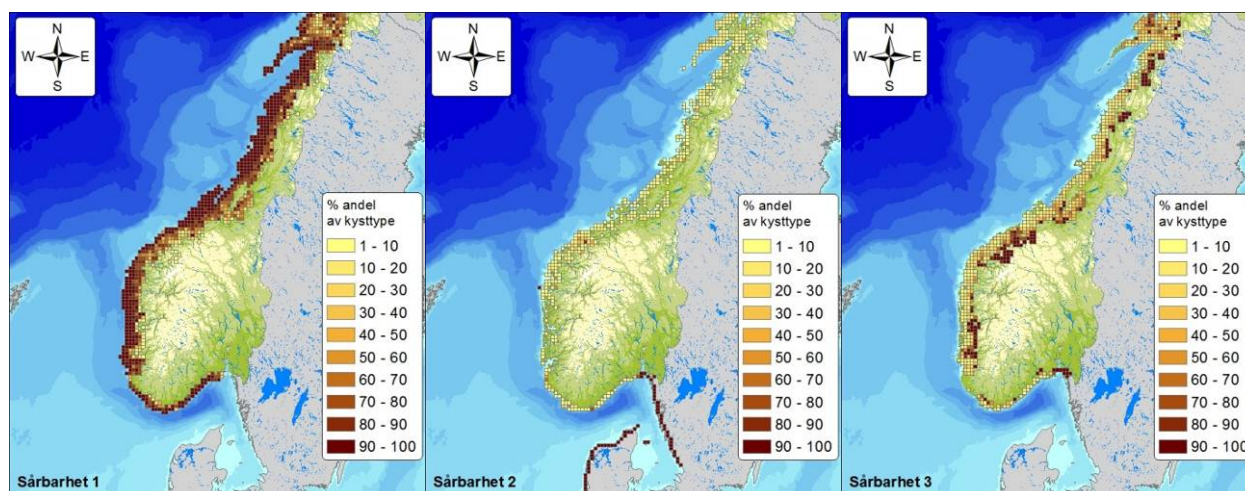 N
W E
S
% andel
av kysttype
1 - 10
10 - 20
20 - 30
30 - 40
40 - 50
50 - 60
60 - 70
70 - 80
80 - 90
90 - 100
Sårbarhet 1
N
W E
S
% andel
av kysttype
1 - 10
10 - 20
20 - 30
30 - 40
40 - 50
50 - 60
60 - 70
70 - 80
80 - 90
90 - 100
Sårbarhet 2
N
W E
S
% andel
av kysttype
1 - 10
10 - 20
20 - 30
30 - 40
40 - 50
50 - 60
60 - 70
70 - 80
80 - 90
90 - 100
Sårbarhet 3